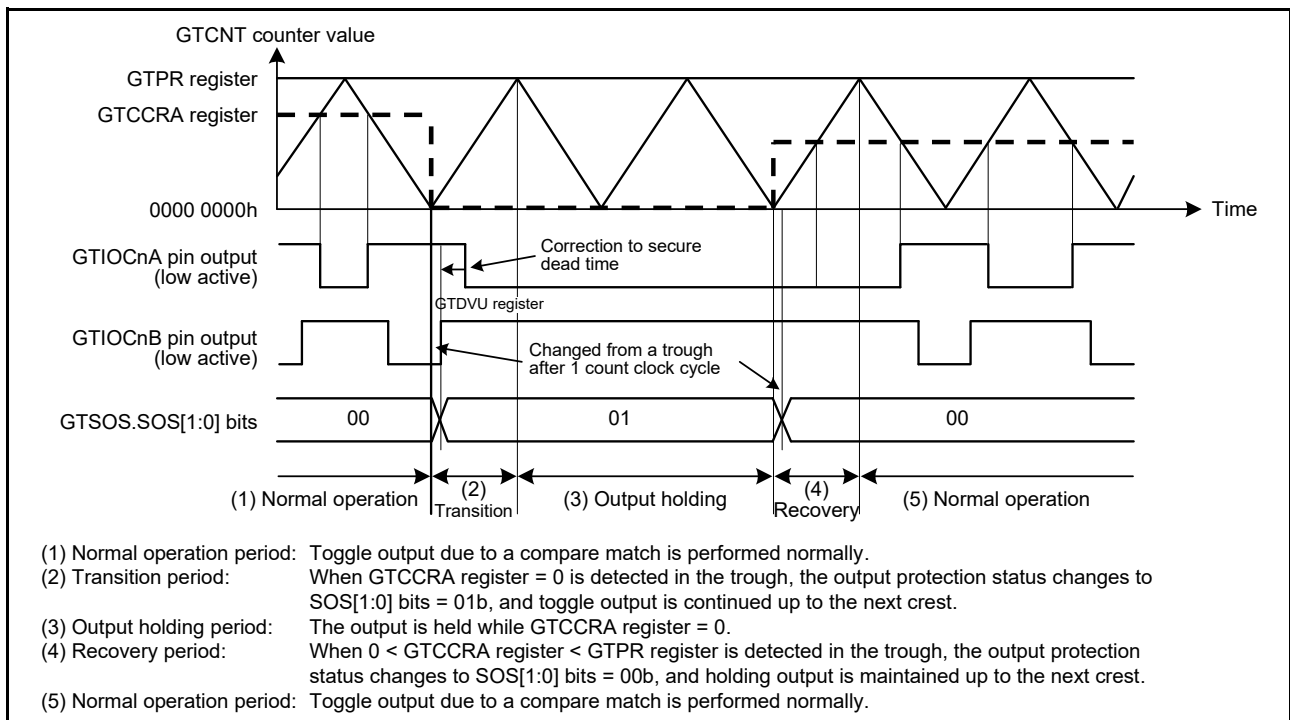 GTCNT counter value
GTPR register
GTCCRA register
0000 0000h
Time
GTIOCnA pin output
(low active)
Correction to secure
dead time
GTDVU register
GTIOCnB pin output
(low active)
Changed from a trough
after 1 count clock cycle
GTSOS.SOS[1:0] bits
00
01
00
(1) Normal operation
(2)
Transition
(3) Output holding
(4)
Recovery
(5) Normal operation
(1) Normal operation period: Toggle output due to a compare match is performed normally.
(2) Transition period: When GTCCRA register = 0 is detected in the trough, the output protection status changes to
SOS[1:0] bits = 01b, and toggle output is continued up to the next crest.
(3) Output holding period: The output is held while GTCCRA register = 0.
(4) Recovery period: When 0 < GTCCRA register < GTPR register is detected in the trough, the output protection
status changes to SOS[1:0] bits = 00b, and holding output is maintained up to the next crest.
(5) Normal operation period: Toggle output due to a compare match is performed normally.